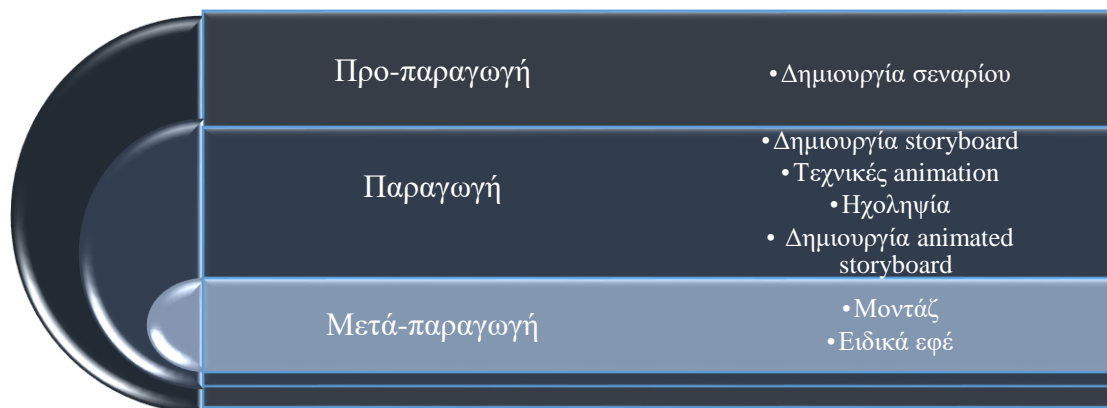 Προ-παραγωγή
•Δημιουργία σεναρίου
Παραγωγή
•Δημιουργία storyboard
•Τεχνικές animation
•Ηχοληψία
• Δημιουργία animated
storyboard
Μετά-παραγωγή
•Μοντάζ
•Ειδικά εφέ